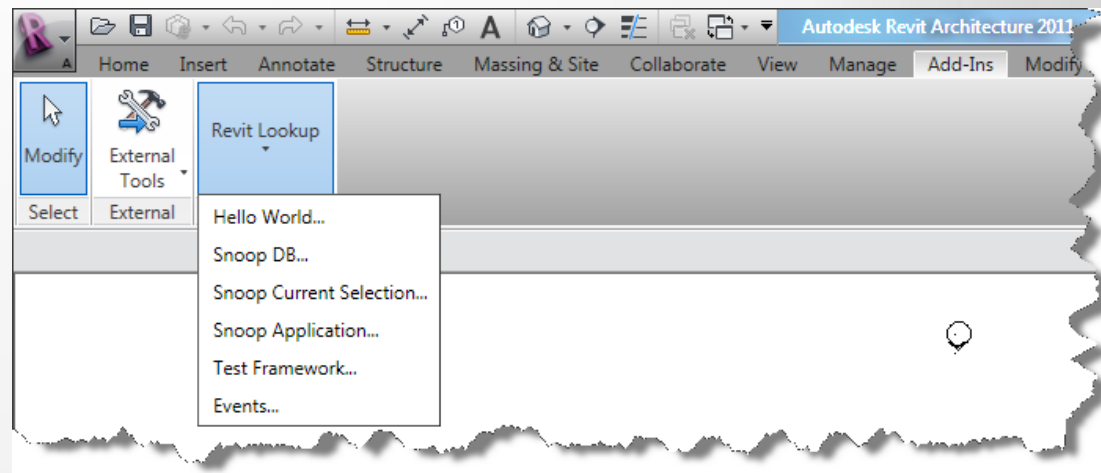 Autodesk Revit Architecture 2011
Home Insert Annotate Structure Massing & Site Collaborate View Manage Add-Ins Modify
Modify
External
Tools
Revit Lookup
Select
External
Hello World...
Snoop DB...
Snoop Current Selection...
Snoop Application...
Test Framework...
Events...